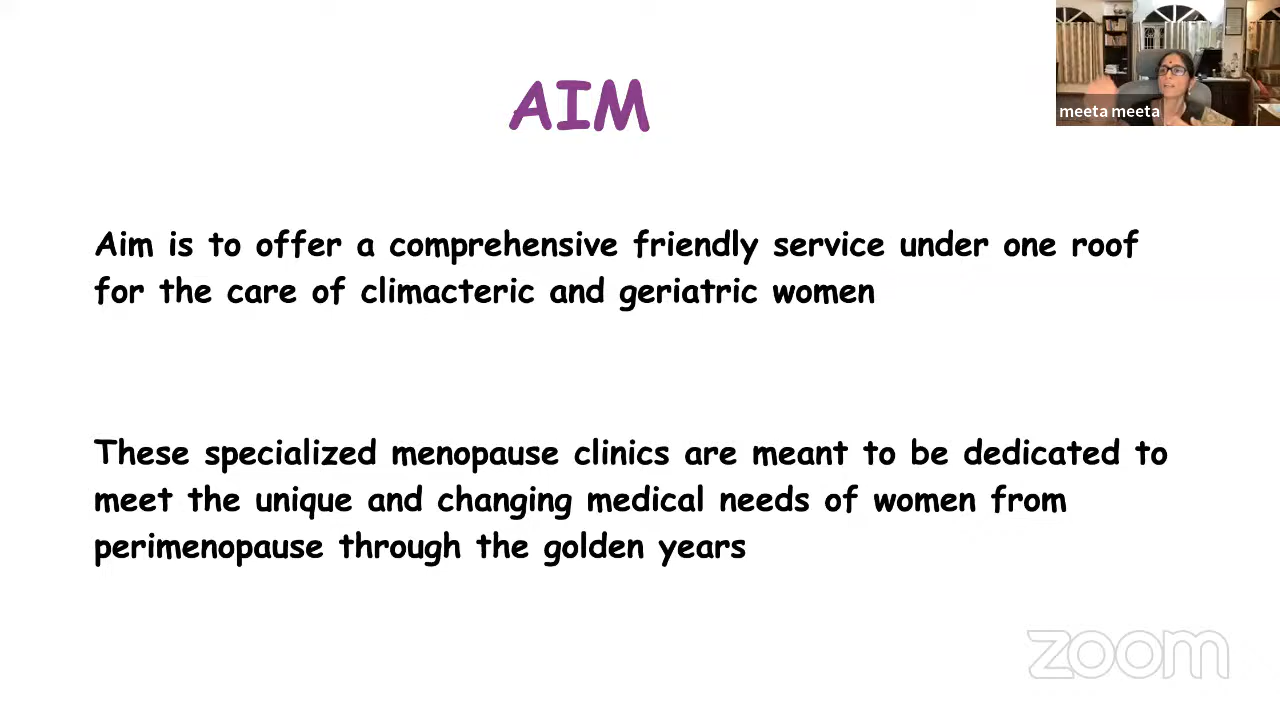 AIM
meeta meeta
Aim is to offer a comprehensive friendly service under one roof
for the care of climacteric and geriatric women
These specialized menopause clinics are meant to be dedicated to
meet the unique and changing medical needs of women from
perimenopause through the golden years
zoom